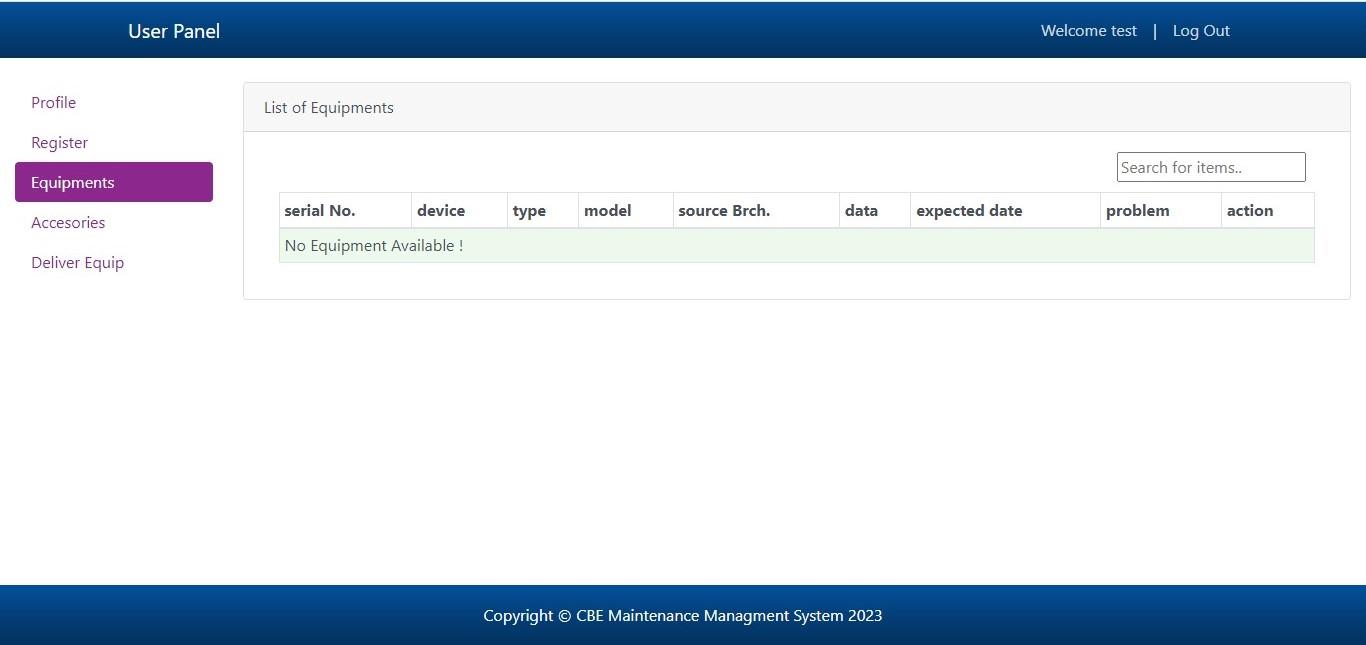 User Panel Welcome test | Log Out
Profile
Register
Equipments
Accesories
Deliver Equip
List of Equipments
Search for items..
serial No. device type model source Brch. data expected date problem action
No Equipment Available !
Copyright © CBE Maintenance Managment System 2023